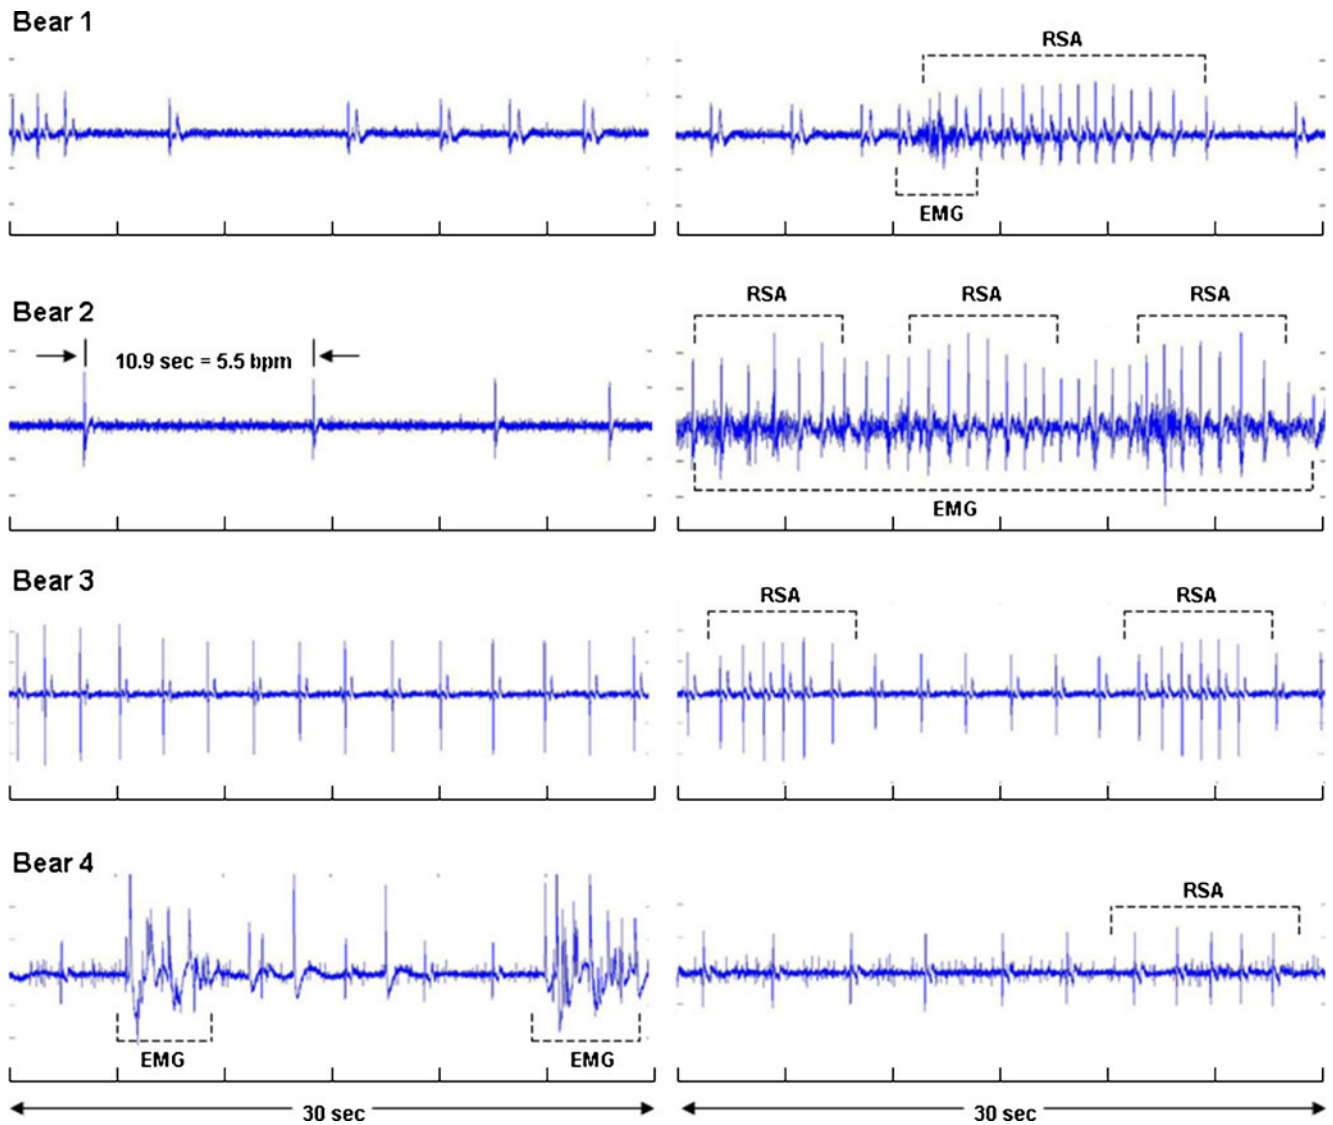 Bear 1
RSA
EMG
Bear 2
10.9 sec = 5.5 bpm
RSA RSA RSA
EMG
Bear 3
RSA RSA
Bear 4
RSA
EMG EMG
30 sec 30 sec